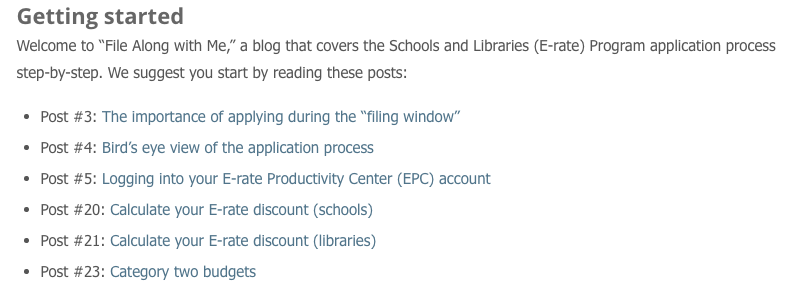 Getting started
Welcome to “File Along with Me,” a blog that covers the Schools and Libraries (E-rate) Program application process
step-by-step. We suggest you start by reading these posts:
• Post #3: The importance of applying during the “filing window”
• Post #4: Bird’s eye view of the application process
• Post #5: Logging into your E-rate Productivity Center (EPC) account
• Post #20: Calculate your E-rate discount (schools)
• Post #21: Calculate your E-rate discount (libraries)
• Post #23: Category two budgets